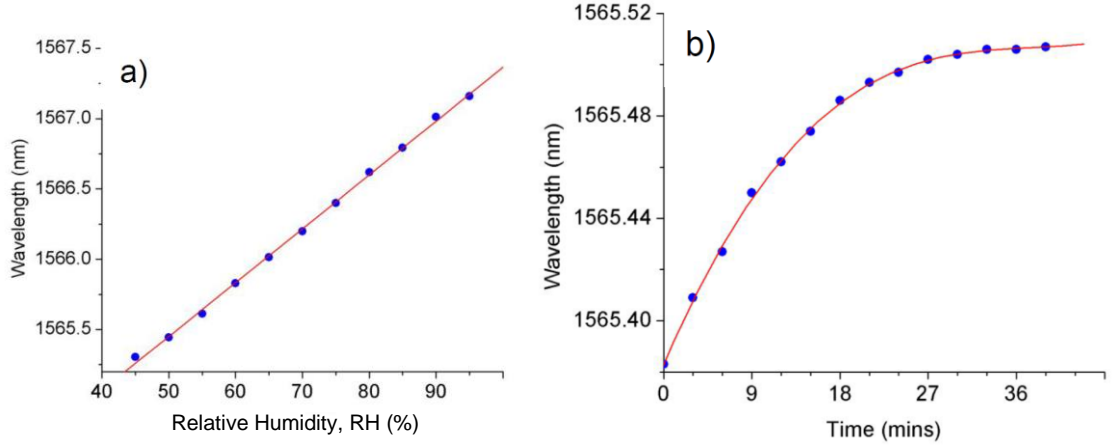 a)
1567.5
1567.0
1566.5
1566.0
1565.5
Wavelength (nm)
40 50 60 70 80 90
Relative Humidity, RH (%)
b)
1565.52
1565.48
1565.44
1565.40
Wavelength (nm)
0 9 18 27 36
Time (mins)